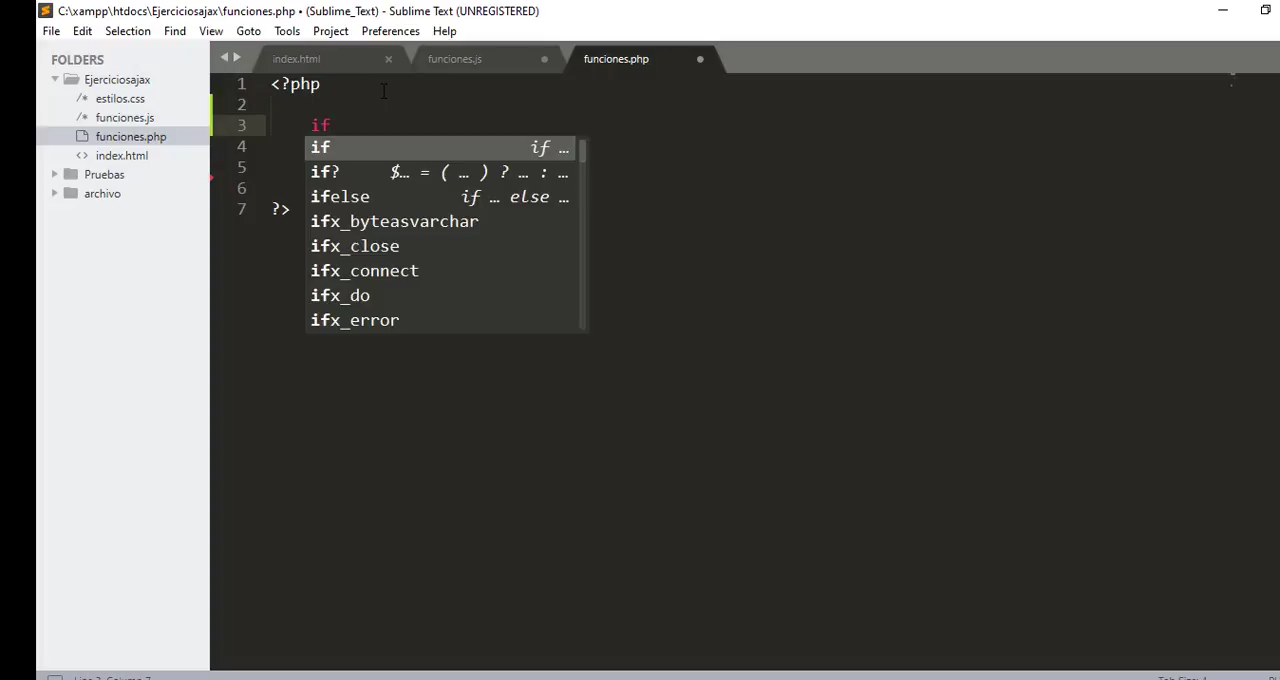 C:\xampp\htdocs\Ejerciciosajax\funciones.php • (Sublime_Text) - Sublime Text (UNREGISTERED)
File Edit Selection Find View Goto Tools Project Preferences Help
FOLDERS
Ejerciciosajax
/* estilos.css
/* funciones.js
funciones.php
<> index.html
Pruebas
archivo
index.html × funciones.js funciones.php
1 <?php
2
3 if
4
5
6
7 ?>
if if …
if? $… = ( … ) ? … : …
ifelse if … else …
ifx_byteasvarchar
ifx_close
ifx_connect
ifx_do
ifx_error